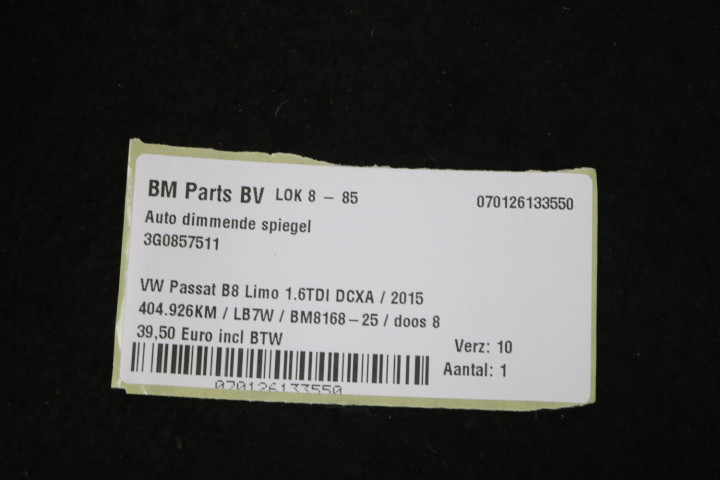 BM Parts BV LOK 8 – 85 070126133550
Auto dimmende spiegel
3G0857511
VW Passat B8 Limo 1.6TDI DCXA / 2015
404.926KM / LB7W / BM8168–25 / doos 8
39,50 Euro incl BTW
Verz: 10
Aantal: 1
070126133550